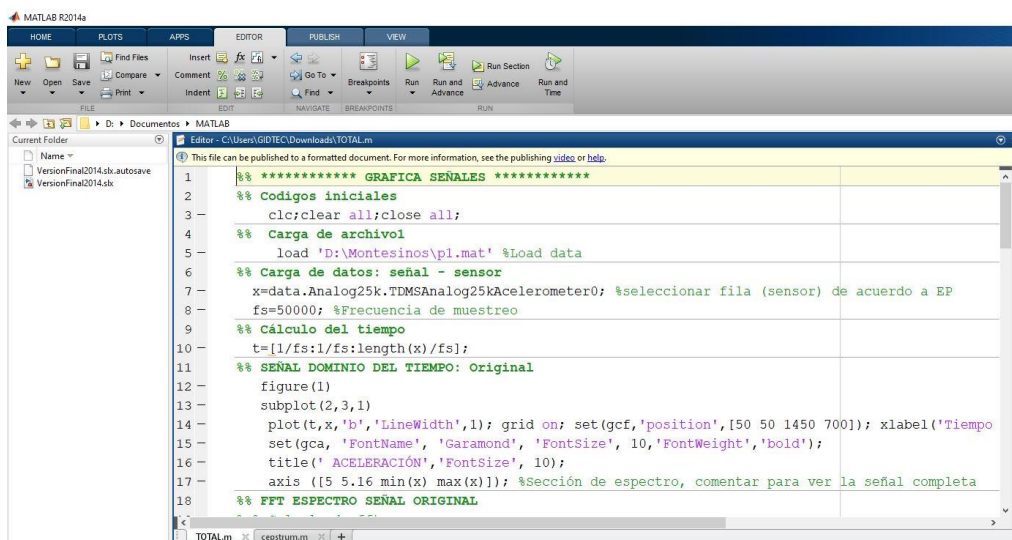 MATLAB R2014a
HOME PLOTS APPS EDITOR PUBLISH VIEW
New Open Save Find Files Compare Print
Insert fx Comment Indent
Go To Find
Breakpoints Run Run and Advance Run Section Advance Run and Time
FILE EDIT NAVIGATE BREAKPOINTS RUN
D: Documentos MATLAB
Current Folder
Name
VersionFinal2014.slx.autosave
VersionFinal2014.slx
Editor - C:\Users\GIDTEC\Downloads\TOTAL.m
This file can be published to a formatted document. For more information, see the publishing video or help.
1 %% ************ GRAFICA SEÑALES ************
2 %% Codigos iniciales
3 – clc;clear all;close all;
4 %% Carga de archivo1
5 – load 'D:\Montesinos\p1.mat' %Load data
6 %% Carga de datos: señal - sensor
7 – x=data.Analog25k.TDMSAnalog25kAcelerometer0; %seleccionar fila (sensor) de acuerdo a EP
8 – fs=50000; %Frecuencia de muestreo
9 %% Cálculo del tiempo
10 – t=[1/fs:1/fs:length(x)/fs];
11 %% SEÑAL DOMINIO DEL TIEMPO: Original
12 – figure(1)
13 – subplot(2,3,1)
14 – plot(t,x,'b','LineWidth',1); grid on; set(gcf,'position',[50 50 1450 700]); xlabel('Tiempo
15 – set(gca, 'FontName', 'Garamond', 'FontSize', 10,'FontWeight','bold');
16 – title(' ACELERACIÓN','FontSize', 10);
17 – axis ([5 5.16 min(x) max(x)]); %Sección de espectro, comentar para ver la señal completa
18 %% FFT ESPECTRO SEÑAL ORIGINAL
TOTAL.m cepstrum.m